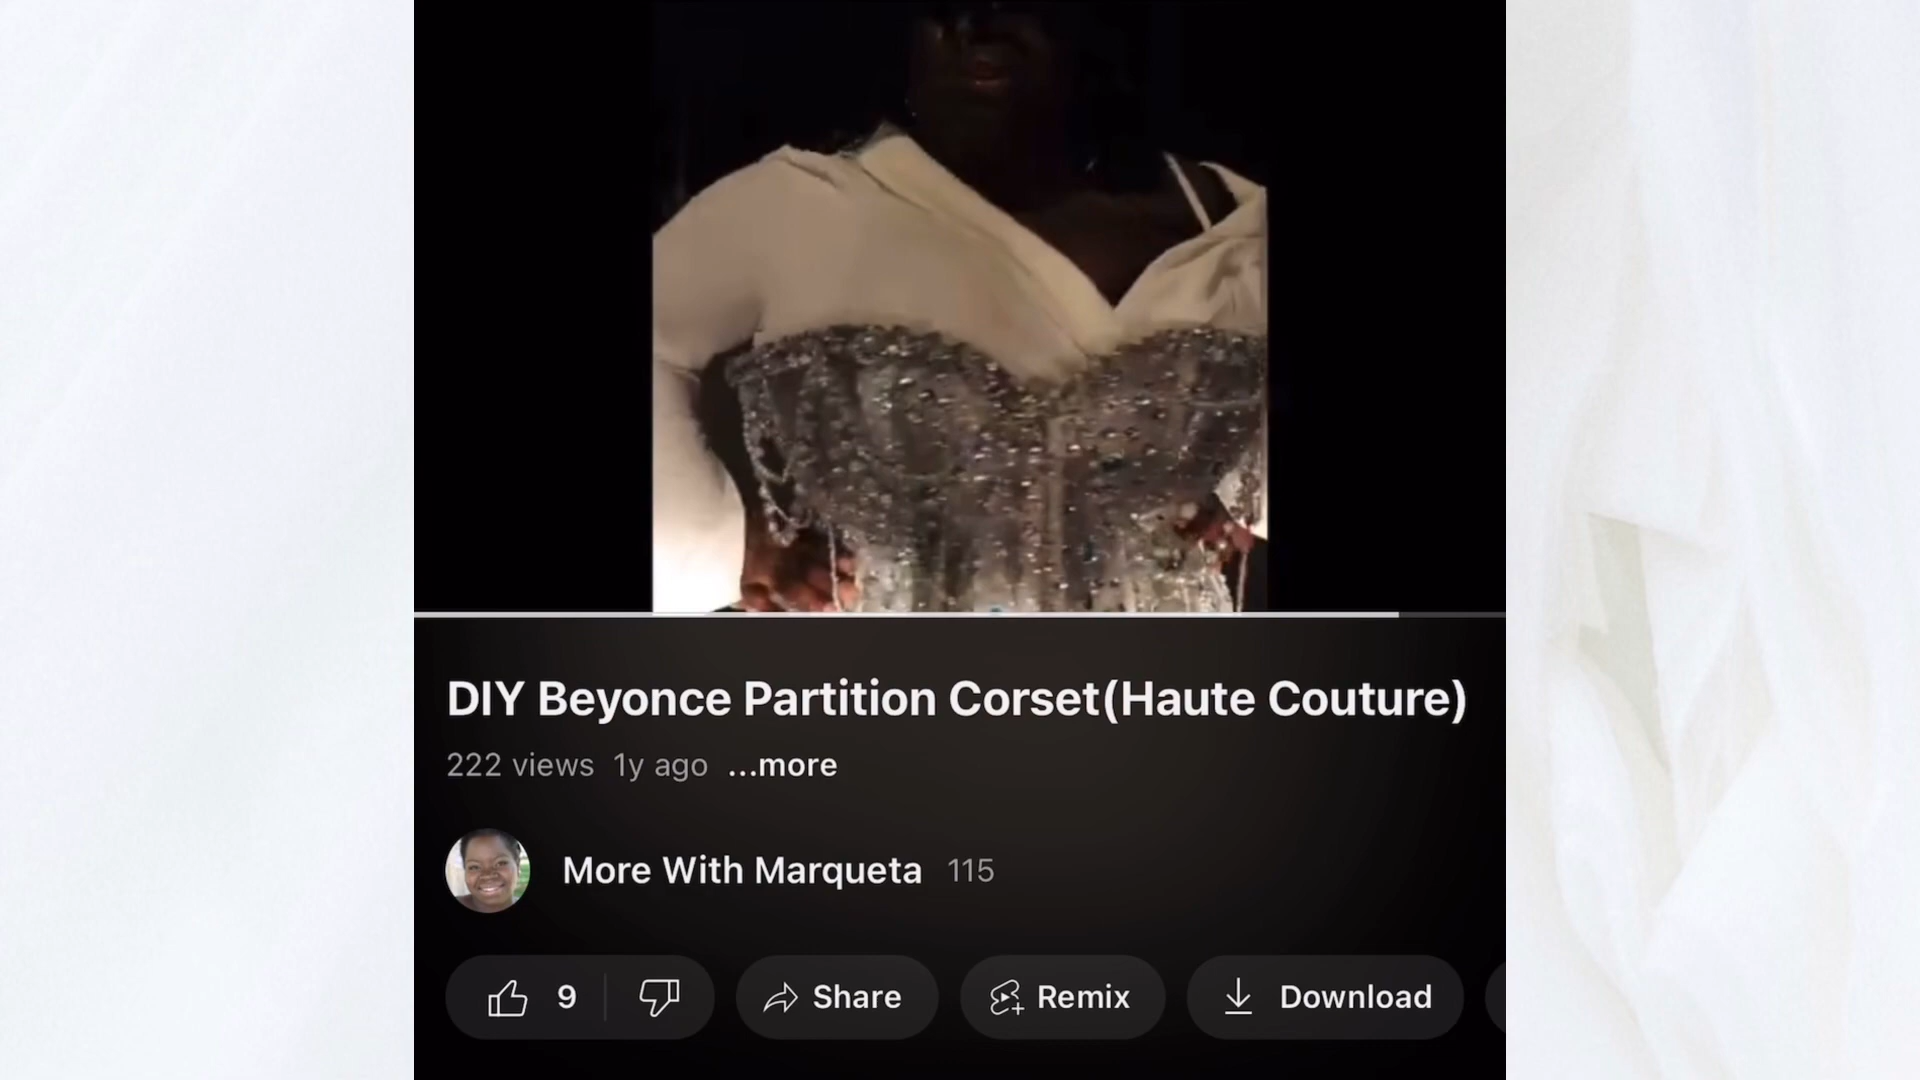 DIY Beyonce Partition Corset(Haute Couture)
222 views 1y ago ...more
More With Marqueta 115
9 Share Remix Download